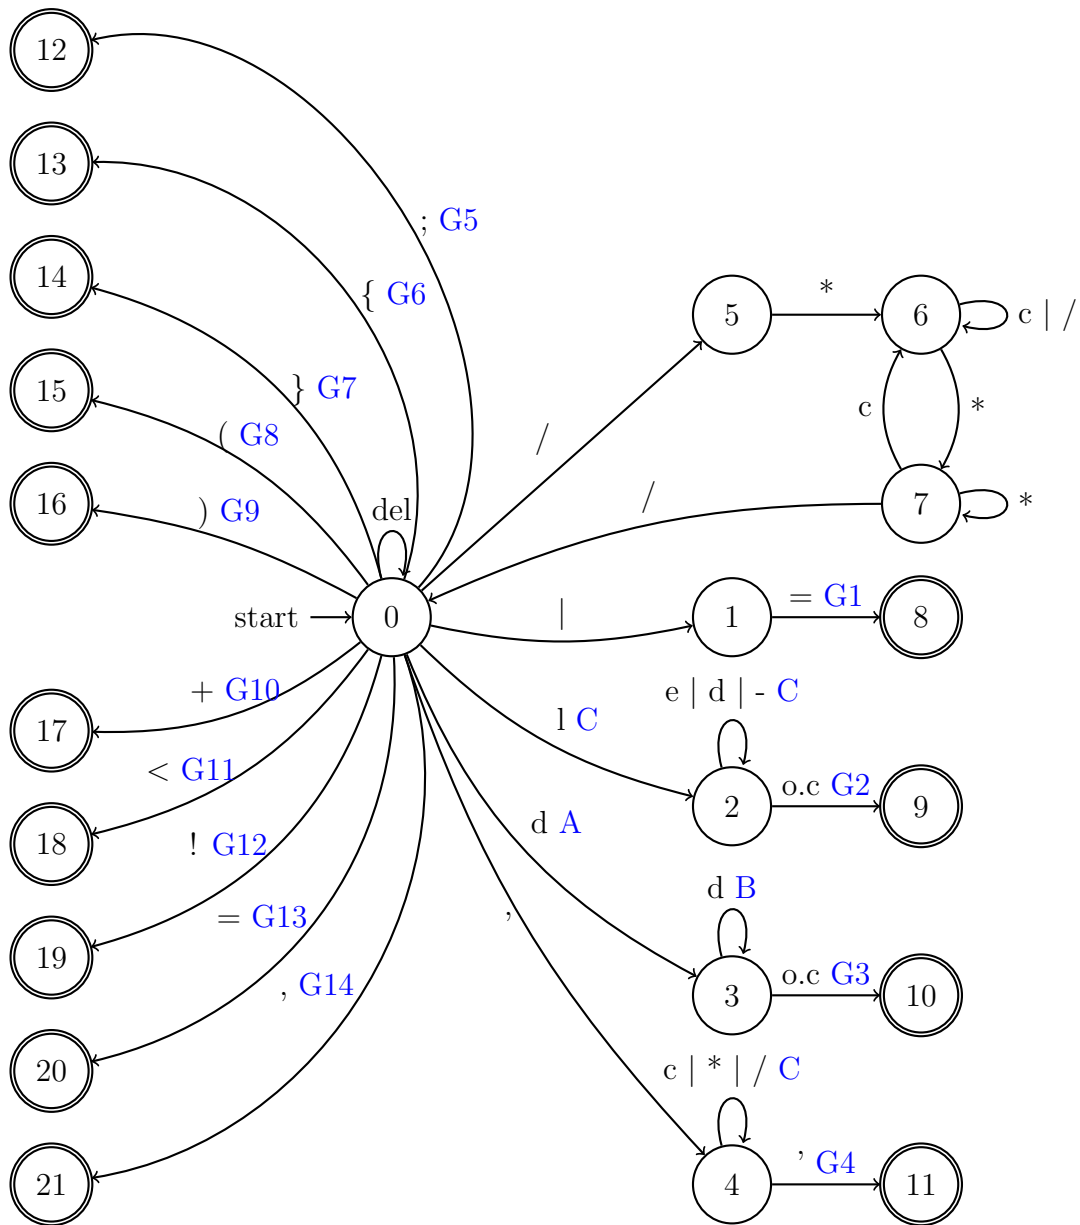 12
13
; G5
14
{ G6
5
*
6
c | /
15
} G7
( G8
/
c
*
16
) G9
del
/
7
*
start
0
|
1
= G1
8
+ G10
e | d | - C
17
l C
< G11
18
! G12
d A
2
o.c G2
9
= G13
'
d B
19
, G14
3
o.c G3
10
20
c | * | / C
21
4
' G4
11